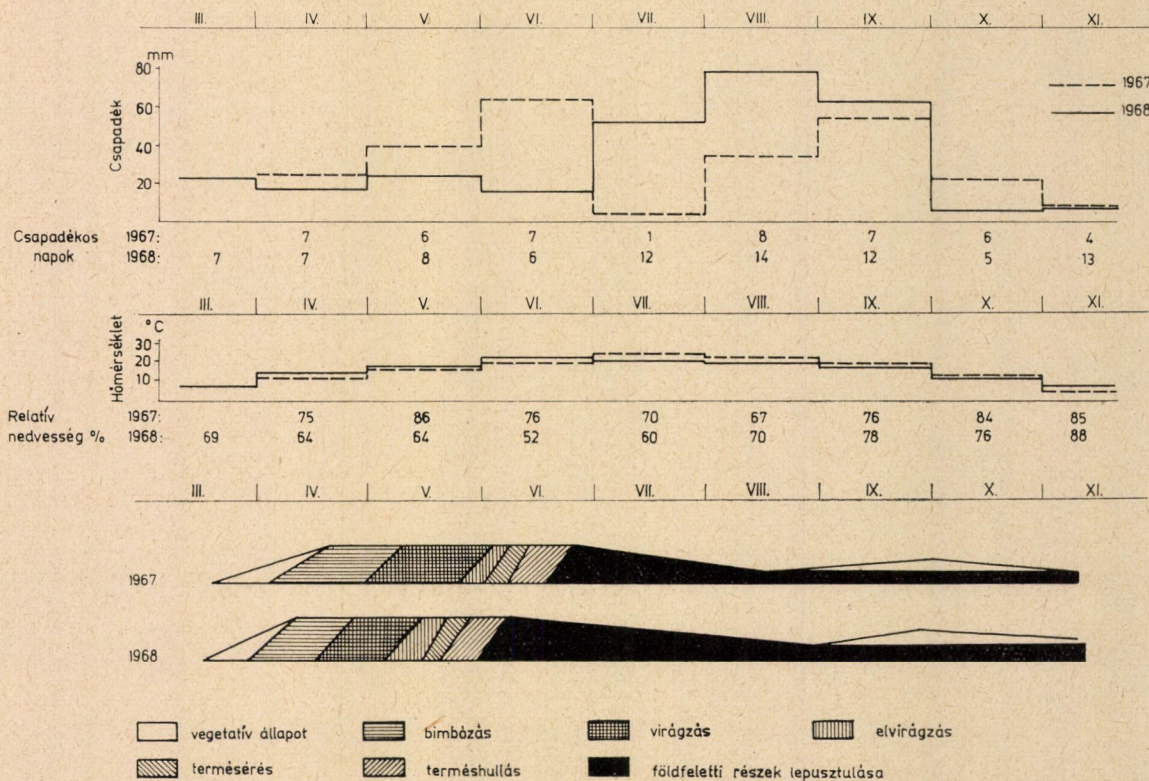 III. IV. V. VI. VII. VIII. IX. X. XI.
mm
80
60
40
20
Csapadék
1967
1968
Csapadékos 1967: 7 6 7 1 8 7 6 4
napok 1968: 7 7 8 6 12 14 12 5 13
III. IV. V. VI. VII. VIII. IX. X. XI.
°C
30
20
10
Hőmérséklet
Relatív 1967: 75 86 76 70 67 76 84 85
nedvesség % 1968: 69 64 64 52 60 70 78 76 88
III. IV. V. VI. VII. VIII. IX. X. XI.
1967
1968
vegetatív állapot bimbózás virágzás elvirágzás
termésérés terméshullás földfeletti részek lepusztulása